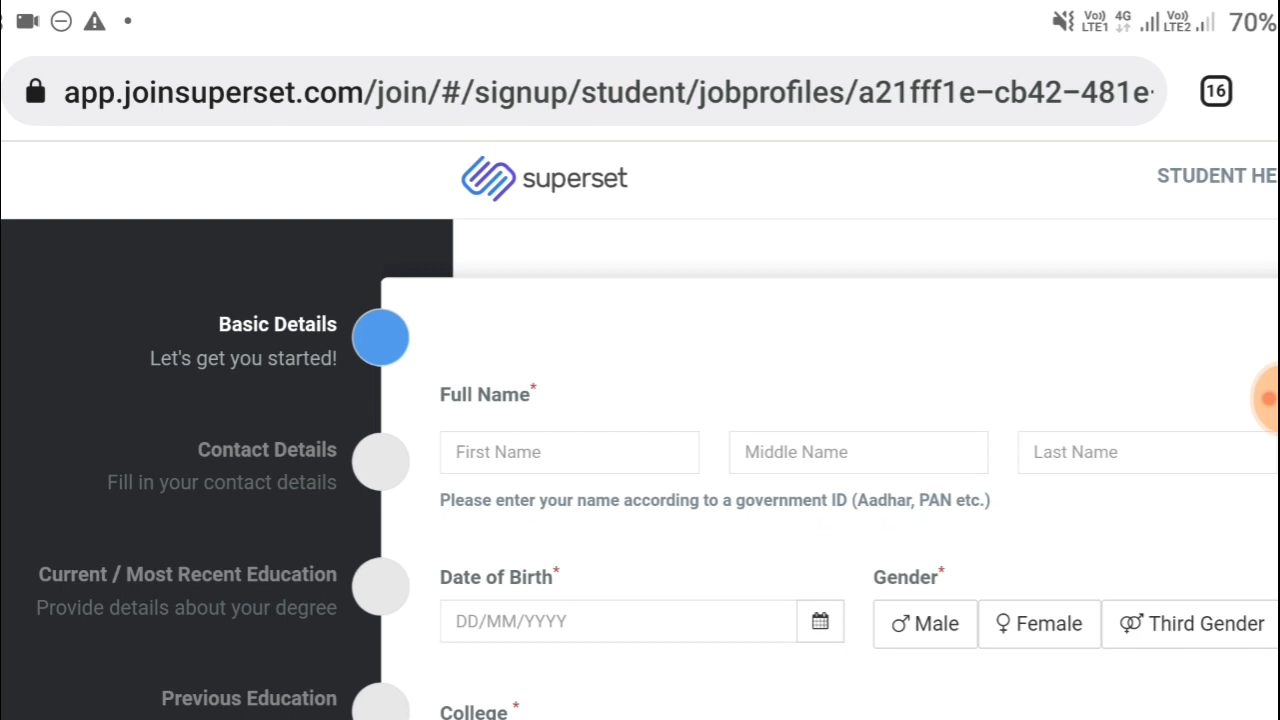 Vo) 4G Vo) 70%
LTE1 LTE2
app.joinsuperset.com/join/#/signup/student/jobprofiles/a21fff1e-cb42-481e-
16
superset
STUDENT HE
Basic Details
Let's get you started!
Full Name*
Contact Details
First Name Middle Name Last Name
Fill in your contact details
Please enter your name according to a government ID (Aadhar, PAN etc.)
Current / Most Recent Education
Date of Birth* Gender*
Provide details about your degree
DD/MM/YYYY Male Female Third Gender
Previous Education
College *